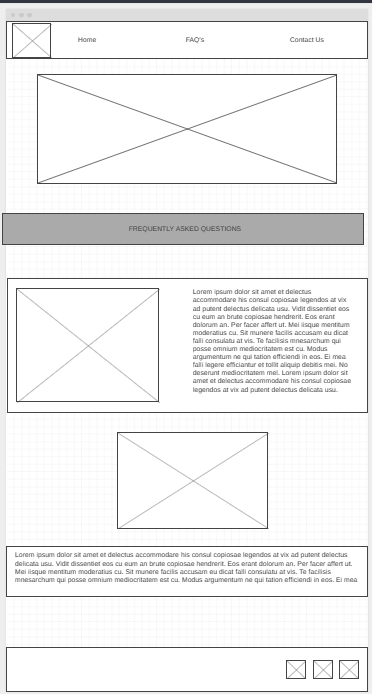 Home FAQ's Contact Us
FREQUENTLY ASKED QUESTIONS
Lorem ipsum dolor sit amet et delectus
accommodare his consul copiosae legendos at vix
ad putent delectus delicata usu. Vidit dissentiet eos
cu eum an brute copiosae hendrerit. Eos erant
dolorum an. Per facer affert ut. Mei iisque mentitum
moderatius cu. Sit munere facilis accusam eu dicat
falli consulatu at vis. Te facilisis mnesarchum qui
posse omnium mediocritatem est cu. Modus
argumentum ne qui tation efficiendi in eos. Ei mea
falli legere efficiantur et tollit aliquip debitis mei. No
deserunt mediocritatem mel. Lorem ipsum dolor sit
amet et delectus accommodare his consul copiosae
legendos at vix ad putent delectus delicata usu.
Lorem ipsum dolor sit amet et delectus accommodare his consul copiosae legendos at vix ad putent delectus
delicata usu. Vidit dissentiet eos cu eum an brute copiosae hendrerit. Eos erant dolorum an. Per facer affert ut.
Mei iisque mentitum moderatius cu. Sit munere facilis accusam eu dicat falli consulatu at vis. Te facilisis
mnesarchum qui posse omnium mediocritatem est cu. Modus argumentum ne qui tation efficiendi in eos. Ei mea